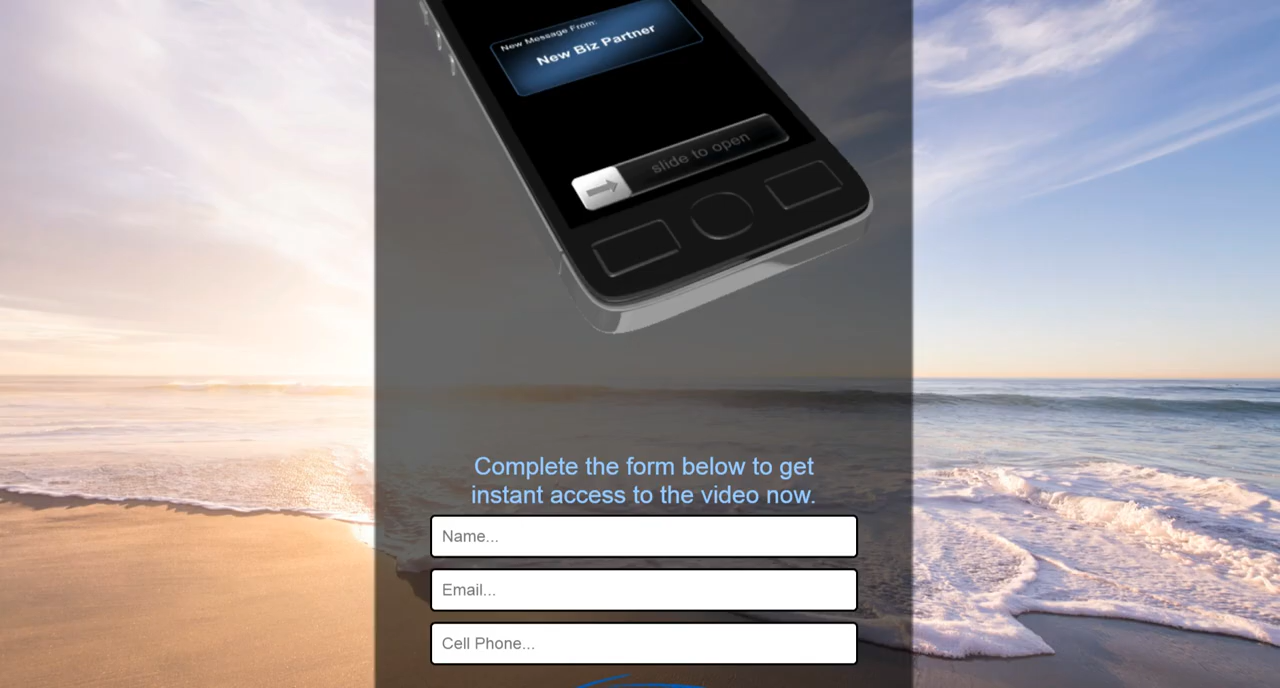 New Message From:
New Biz Partner
slide to open
Complete the form below to get
instant access to the video now.
Name...
Email...
Cell Phone...